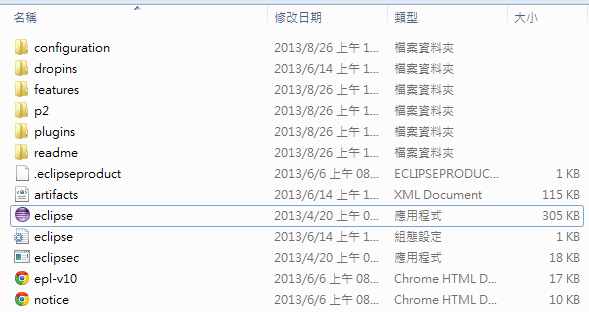 名稱 修改日期 類型 大小
configuration 2013/8/26 上午 1... 檔案資料夾
dropins 2013/6/14 上午 1... 檔案資料夾
features 2013/8/26 上午 1... 檔案資料夾
p2 2013/8/26 上午 1... 檔案資料夾
plugins 2013/8/26 上午 1... 檔案資料夾
readme 2013/8/26 上午 1... 檔案資料夾
.eclipseproduct 2013/6/6 上午 08... ECLIPSEPRODUC... 1 KB
artifacts 2013/6/14 上午 1... XML Document 115 KB
eclipse 2013/4/20 上午 0... 應用程式 305 KB
eclipse 2013/6/14 上午 1... 組態設定 1 KB
eclipsec 2013/4/20 上午 0... 應用程式 18 KB
epl-v10 2013/6/6 上午 08... Chrome HTML D... 17 KB
notice 2013/6/6 上午 08... Chrome HTML D... 10 KB